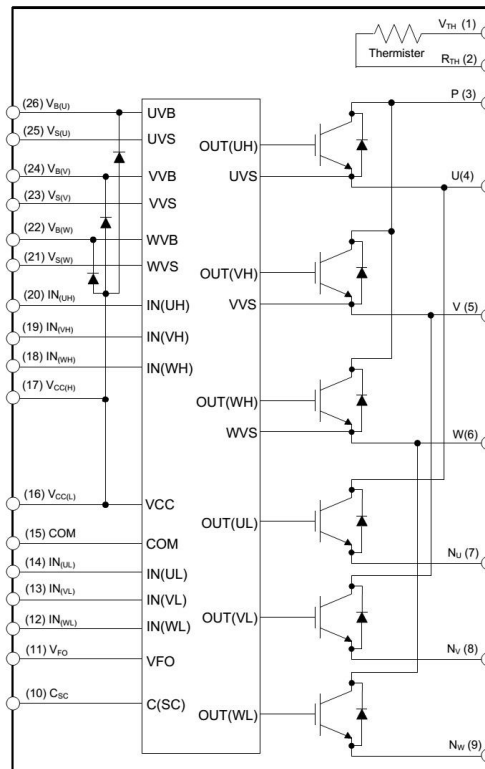 V_TH (1)
Thermister
R_TH (2)
P (3)
U(4)
V (5)
W(6)
N_U (7)
N_V (8)
N_W (9)
(26) V_B(U)
(25) V_S(U)
(24) V_B(V)
(23) V_S(V)
(22) V_B(W)
(21) V_S(W)
(20) IN_(UH)
(19) IN_(VH)
(18) IN_(WH)
(17) V_CC(H)
(16) V_CC(L)
(15) COM
(14) IN_(UL)
(13) IN_(VL)
(12) IN_(WL)
(11) V_FO
(10) C_SC
UVB
UVS
VVB
VVS
WVB
WVS
IN(UH)
IN(VH)
IN(WH)
VCC
COM
IN(UL)
IN(VL)
IN(WL)
VFO
C(SC)
OUT(UH)
UVS
OUT(VH)
VVS
OUT(WH)
WVS
OUT(UL)
OUT(VL)
OUT(WL)